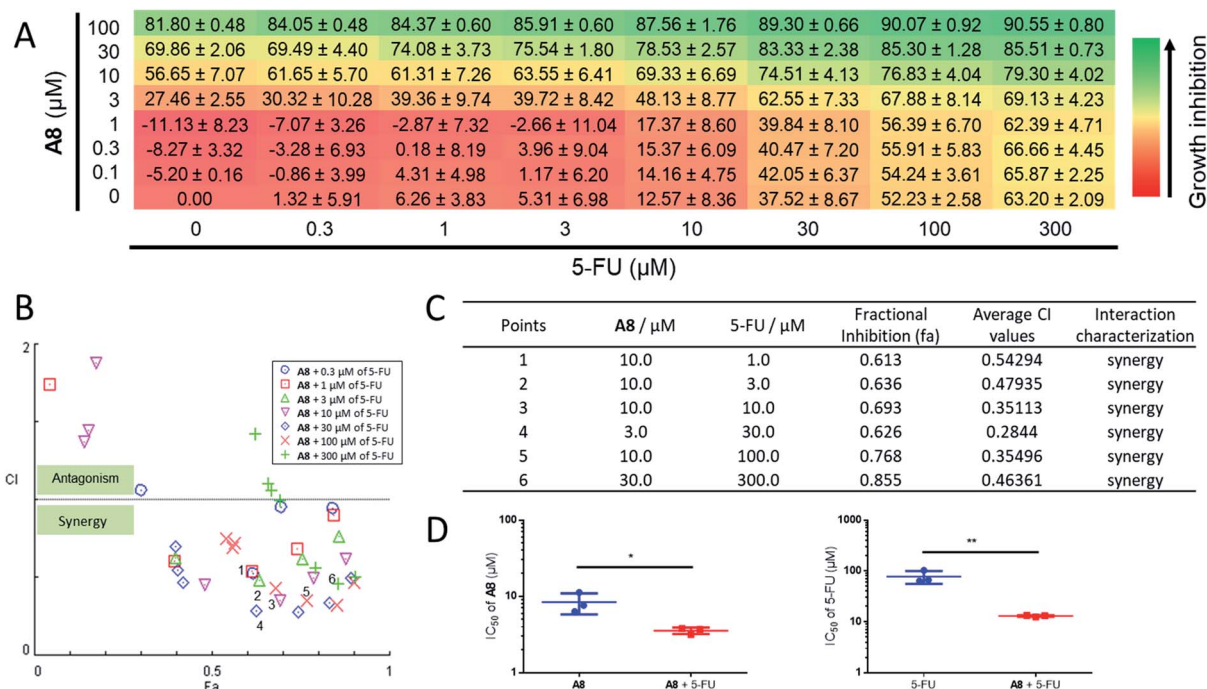 A
100 81.80 ± 0.48 84.05 ± 0.48 84.37 ± 0.60 85.91 ± 0.60 87.56 ± 1.76 89.30 ± 0.66 90.07 ± 0.92 90.55 ± 0.80
30 69.86 ± 2.06 69.49 ± 4.40 74.08 ± 3.73 75.54 ± 1.80 78.53 ± 2.57 83.33 ± 2.38 85.30 ± 1.28 85.51 ± 0.73
10 56.65 ± 7.07 61.65 ± 5.70 61.31 ± 7.26 63.55 ± 6.41 69.33 ± 6.69 74.51 ± 4.13 76.83 ± 4.04 79.30 ± 4.02
3 27.46 ± 2.55 30.32 ± 10.28 39.36 ± 9.74 39.72 ± 8.42 48.13 ± 8.77 62.55 ± 7.33 67.88 ± 8.14 69.13 ± 4.23
1 -11.13 ± 8.23 -7.07 ± 3.26 -2.87 ± 7.32 -2.66 ± 11.04 17.37 ± 8.60 39.84 ± 8.10 56.39 ± 6.70 62.39 ± 4.71
0.3 -8.27 ± 3.32 -3.28 ± 6.93 0.18 ± 8.19 3.96 ± 9.04 15.37 ± 6.09 40.47 ± 7.20 55.91 ± 5.83 66.66 ± 4.45
0.1 -5.20 ± 0.16 -0.86 ± 3.99 4.31 ± 4.98 1.17 ± 6.20 14.16 ± 4.75 42.05 ± 6.37 54.24 ± 3.61 65.87 ± 2.25
0 0.00 1.32 ± 5.91 6.26 ± 3.83 5.31 ± 6.98 12.57 ± 8.36 37.52 ± 8.67 52.23 ± 2.58 63.20 ± 2.09
0 0.3 1 3 10 30 100 300
A8 (µM)
5-FU (µM)
Growth inhibition
B
2
CI
0
0 0.5 1
Fa
Antagonism
Synergy
A8 + 0.3 µM of 5-FU
A8 + 1 µM of 5-FU
A8 + 3 µM of 5-FU
A8 + 10 µM of 5-FU
A8 + 30 µM of 5-FU
A8 + 100 µM of 5-FU
A8 + 300 µM of 5-FU
1
2
3
4
5
6
C
Points A8 / µM 5-FU / µM Fractional Inhibition (fa) Average CI values Interaction characterization
1 10.0 1.0 0.613 0.54294 synergy
2 10.0 3.0 0.636 0.47935 synergy
3 10.0 10.0 0.693 0.35113 synergy
4 3.0 30.0 0.626 0.2844 synergy
5 10.0 100.0 0.768 0.35496 synergy
6 30.0 300.0 0.855 0.46361 synergy
D
IC50 of A8 (µM)
100
10
1
*
A8 A8 + 5-FU
IC50 of 5-FU (µM)
1000
100
10
1
**
5-FU A8 + 5-FU